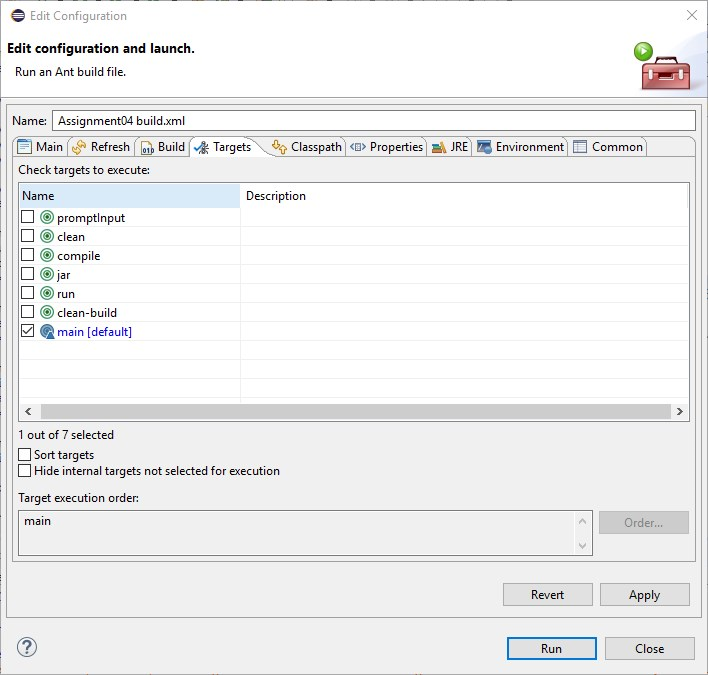 Edit Configuration
Edit configuration and launch.
Run an Ant build file.
Name: Assignment04 build.xml
Main Refresh Build Targets Classpath Properties JRE Environment Common
Check targets to execute:
Name Description
promptInput
clean
compile
jar
run
clean-build
main [default]
1 out of 7 selected
Sort targets
Hide internal targets not selected for execution
Target execution order:
main
Order...
Revert Apply
Run Close